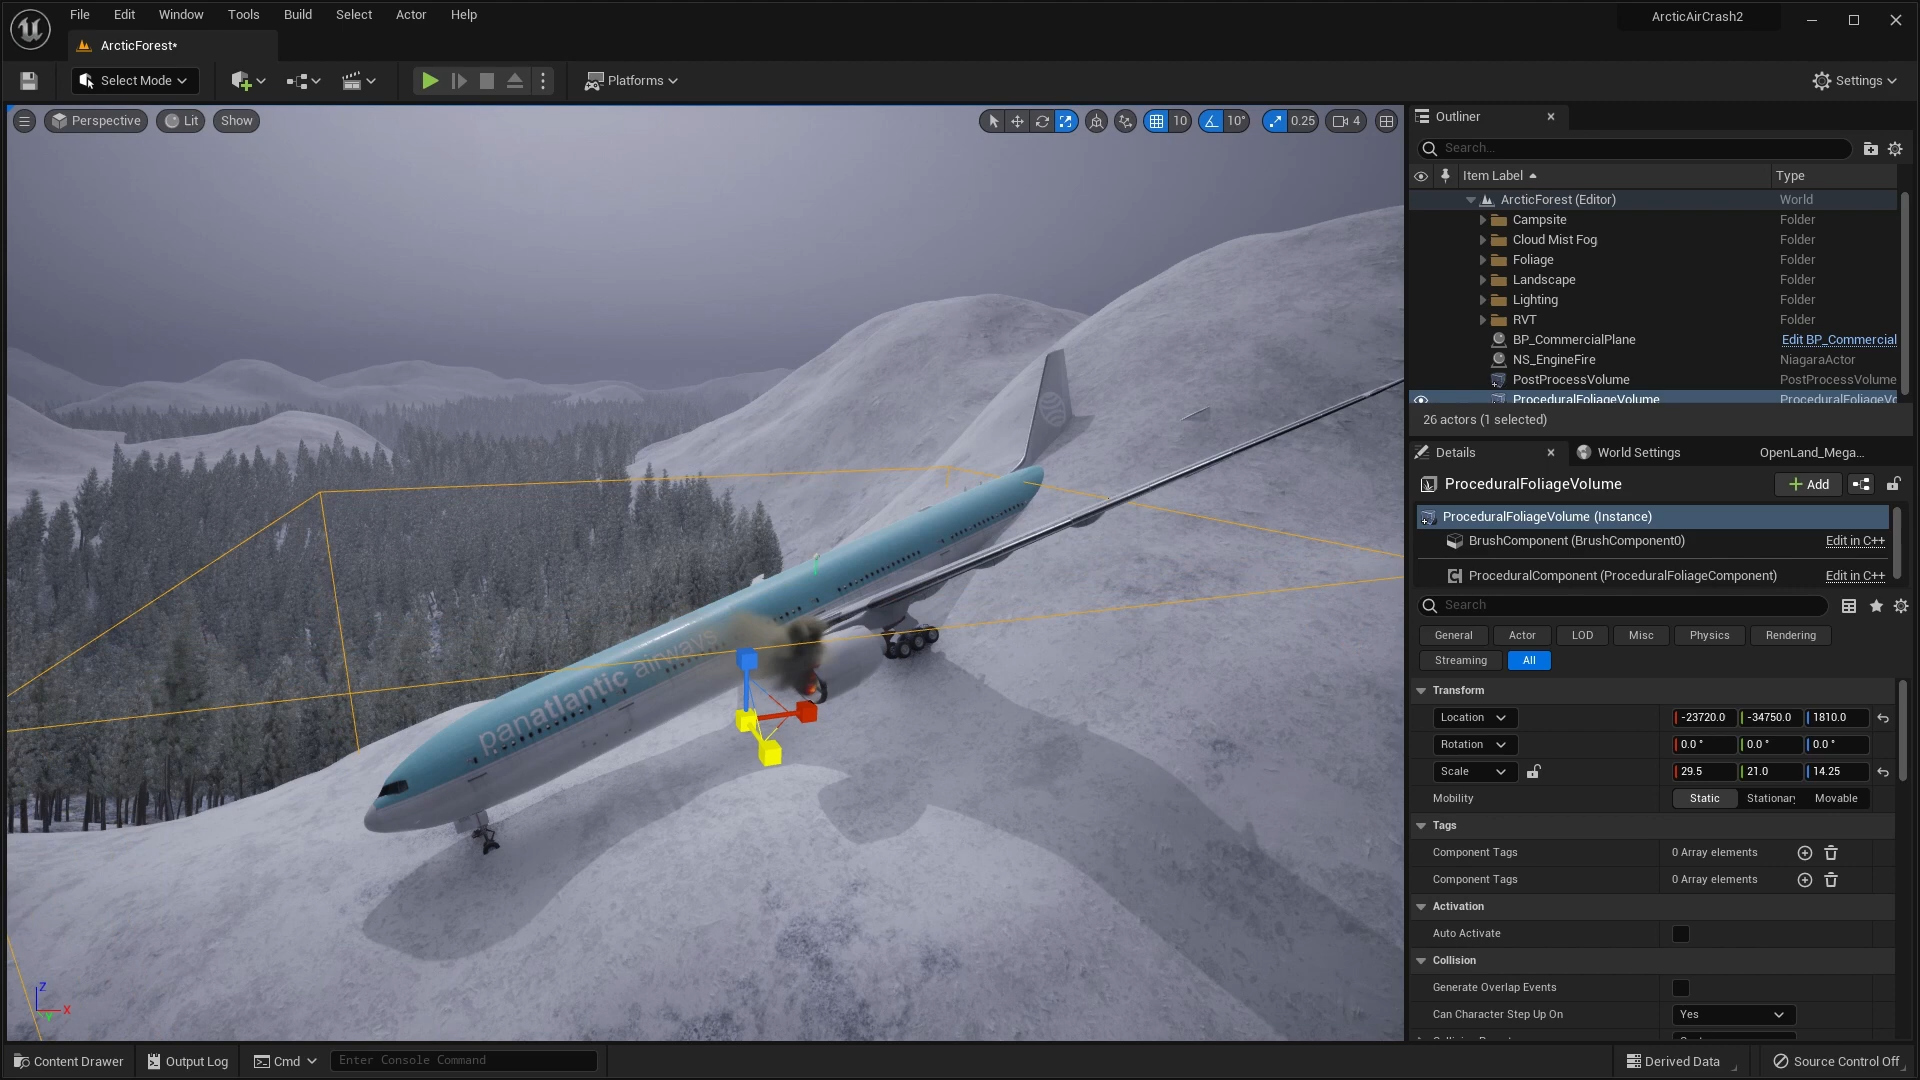 File Edit Window Tools Build Select Actor Help
ArcticAirCrash2
ArcticForest*
Select Mode
Platforms
Settings
Perspective Lit Show
10 10° 0.25 4
Outliner
Search...
Item Label Type
ArcticForest (Editor) World
Campsite Folder
Cloud Mist Fog Folder
Foliage Folder
Landscape Folder
Lighting Folder
RVT Folder
BP_CommercialPlane Edit BP_Commercial
NS_EngineFire NiagaraActor
PostProcessVolume PostProcessVolume
ProceduralFoliageVolume ProceduralFoliageVo
26 actors (1 selected)
Details World Settings OpenLand_Mega...
ProceduralFoliageVolume Add
ProceduralFoliageVolume (Instance)
BrushComponent (BrushComponent0) Edit in C++
ProceduralComponent (ProceduralFoliageComponent) Edit in C++
Search
General Actor LOD Misc Physics Rendering
Streaming All
Transform
Location -23720.0 -34750.0 1810.0
Rotation 0.0 ° 0.0 ° 0.0 °
Scale 29.5 21.0 14.25
Mobility Static Stationary Movable
Tags
Component Tags 0 Array elements
Component Tags 0 Array elements
Activation
Auto Activate
Collision
Generate Overlap Events
Can Character Step Up On Yes
panatlantic airways
Z
X
Y
Content Drawer Output Log Cmd Enter Console Command
Derived Data Source Control Off